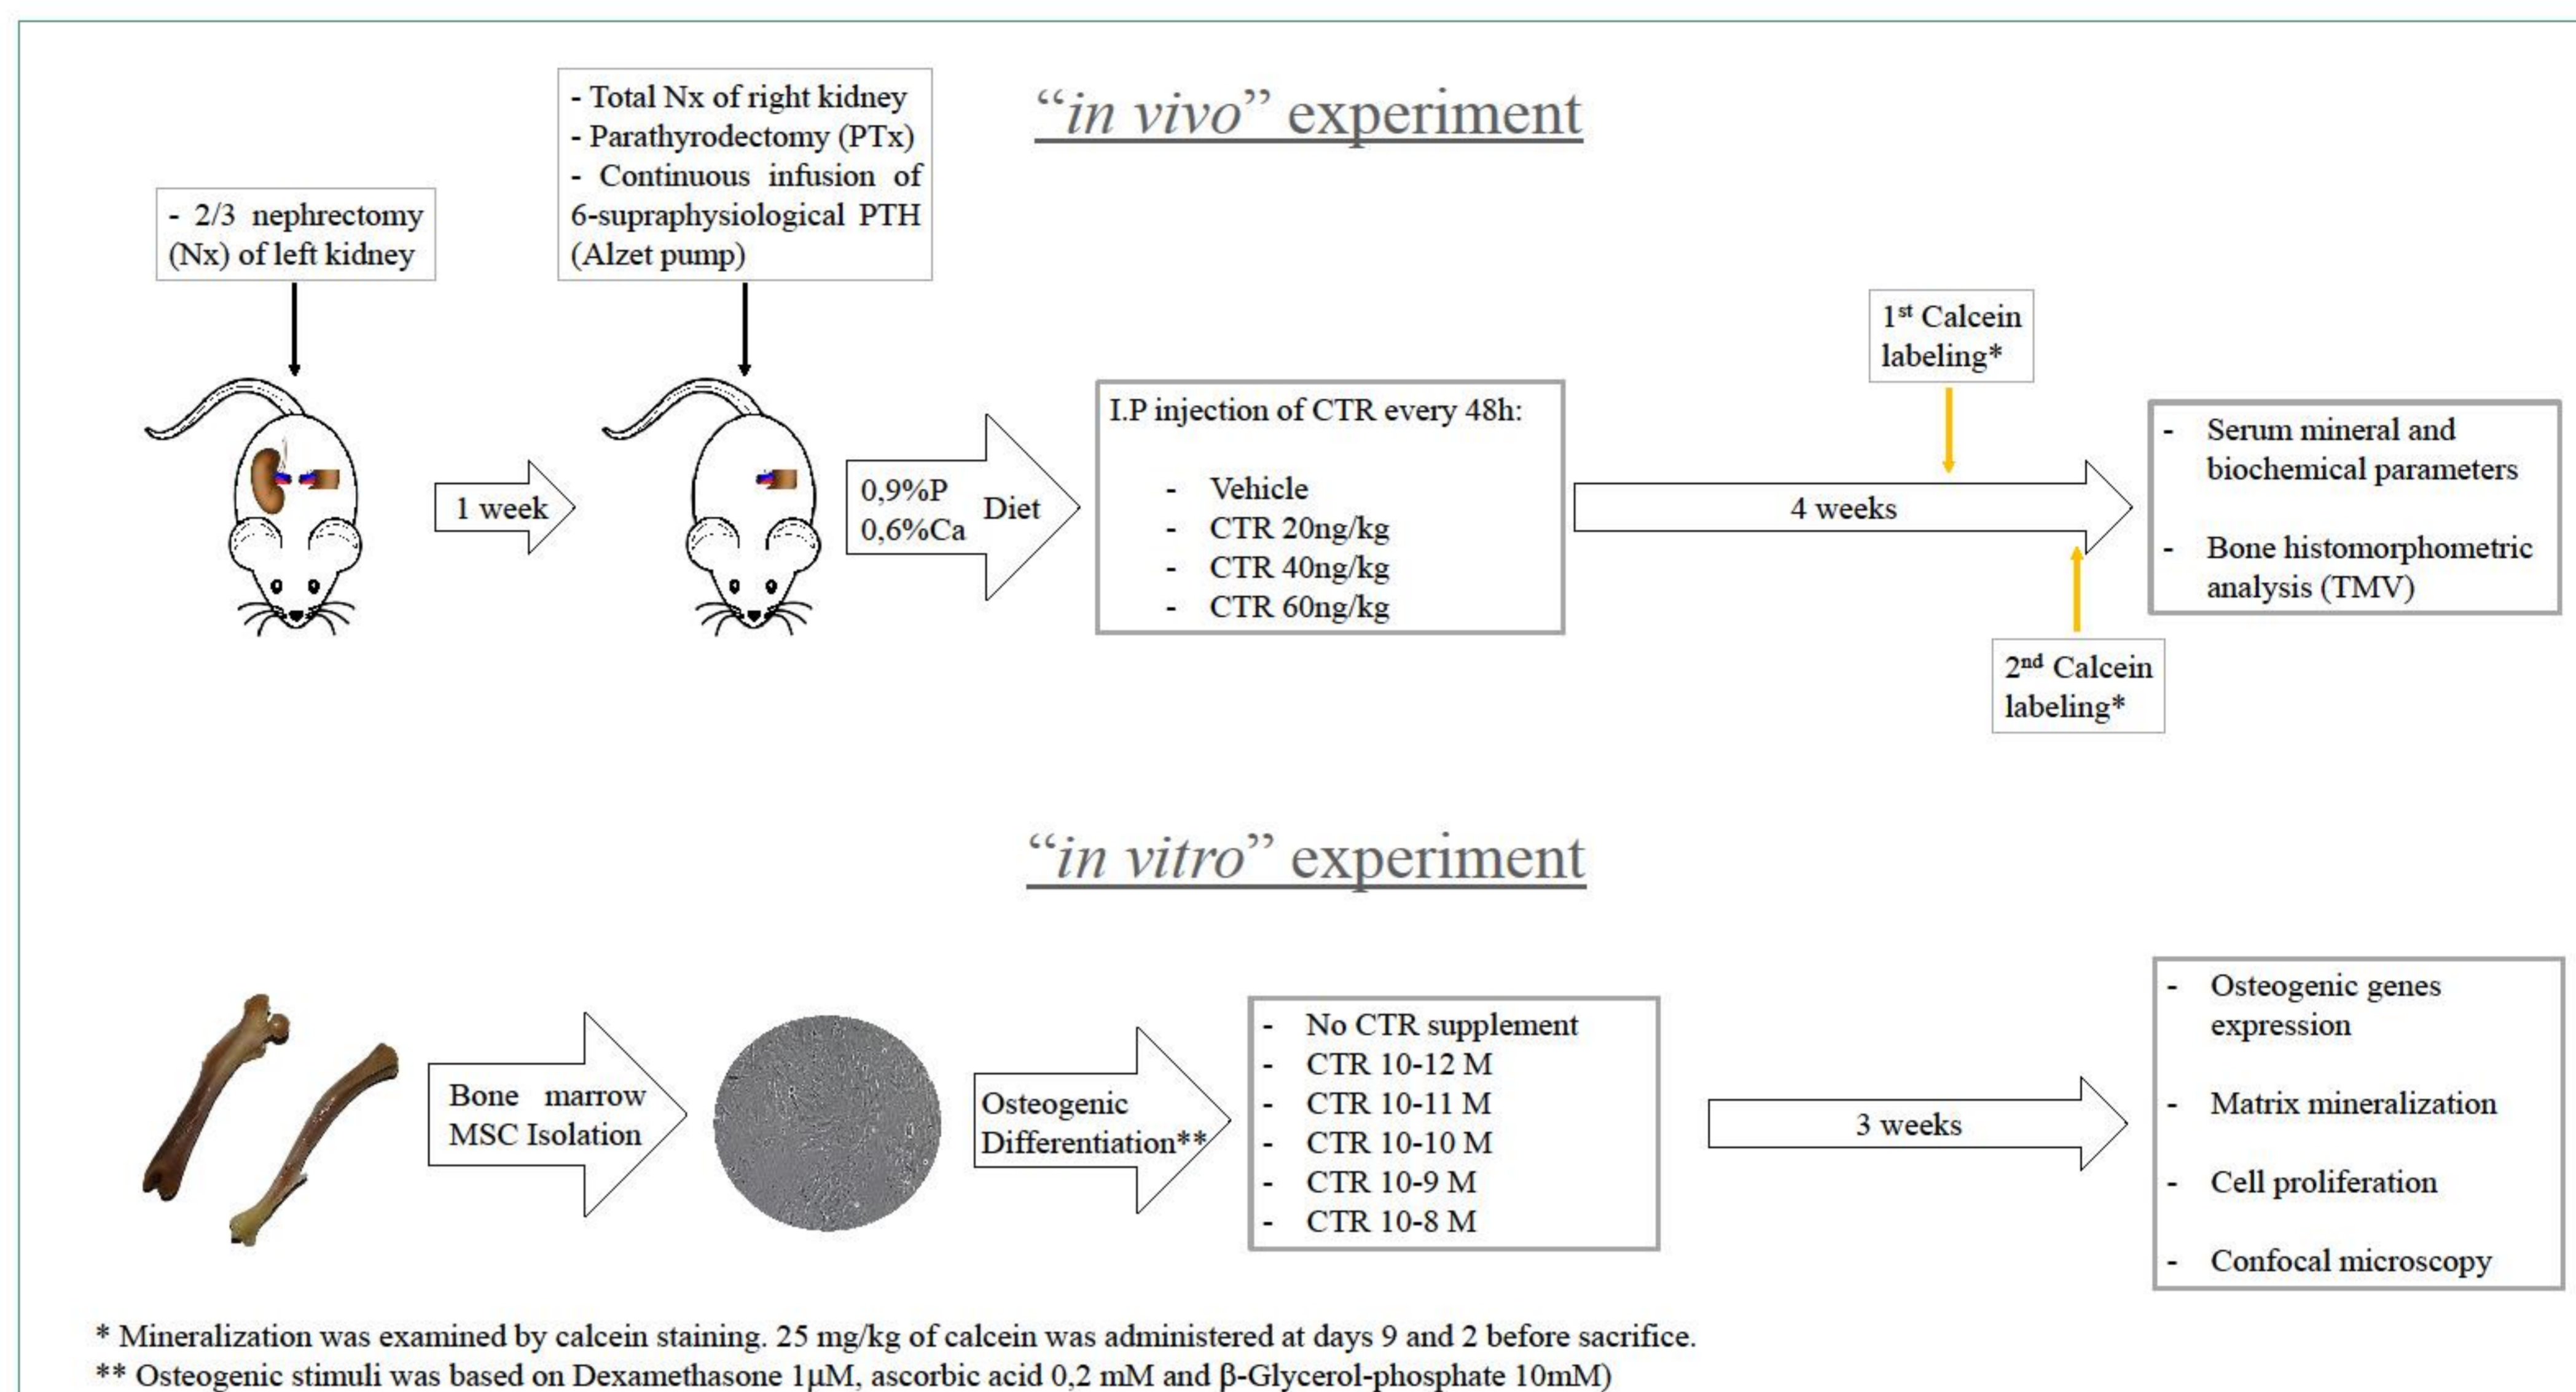 "in vivo" experiment
- 2/3 nephrectomy
(Nx) of left kidney
- Total Nx of right kidney
- Parathyrodectomy (PTx)
- Continuous infusion of
6-supraphysiological PTH
(Alzet pump)
1 week
0,9%P
0,6%Ca
Diet
I.P injection of CTR every 48h:
- Vehicle
- CTR 20ng/kg
- CTR 40ng/kg
- CTR 60ng/kg
1st Calcein
labeling*
4 weeks
2nd Calcein
labeling*
- Serum mineral and
biochemical parameters
- Bone histomorphometric
analysis (TMV)
"in vitro" experiment
Bone marrow
MSC Isolation
Osteogenic
Differentiation**
- No CTR supplement
- CTR 10-12 M
- CTR 10-11 M
- CTR 10-10 M
- CTR 10-9 M
- CTR 10-8 M
3 weeks
- Osteogenic genes
expression
- Matrix mineralization
- Cell proliferation
- Confocal microscopy
* Mineralization was examined by calcein staining. 25 mg/kg of calcein was administered at days 9 and 2 before sacrifice.
** Osteogenic stimuli was based on Dexamethasone 1μM, ascorbic acid 0,2 mM and β-Glycerol-phosphate 10mM)